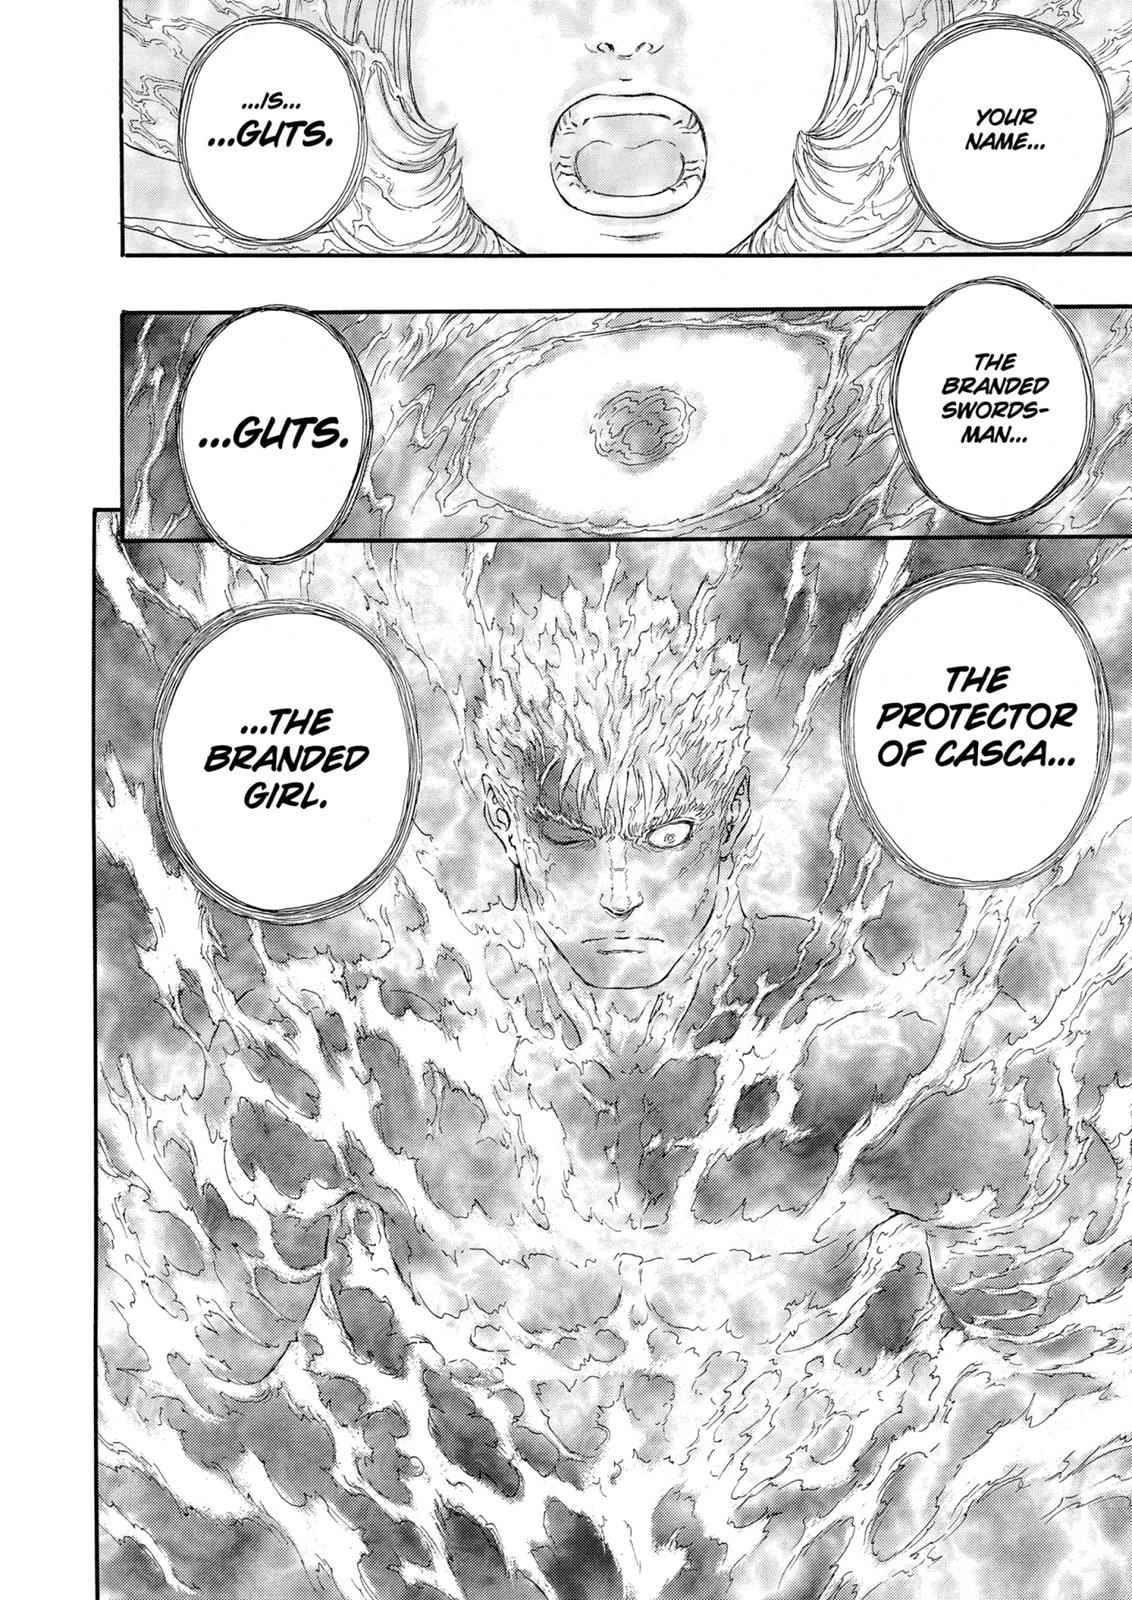 YOUR
NAME...
...IS...
...GUTS.
THE
BRANDED
SWORDS-
MAN...
...GUTS.
THE
PROTECTOR
OF CASCA...
...THE
BRANDED
GIRL.